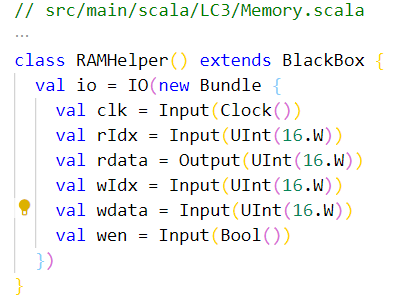 // src/main/scala/LC3/Memory.scala
...
class RAMHelper() extends BlackBox {
  val io = IO(new Bundle {
    val clk = Input(Clock())
    val rIdx = Input(UInt(16.W))
    val rdata = Output(UInt(16.W))
    val wIdx = Input(UInt(16.W))
    val wdata = Input(UInt(16.W))
    val wen = Input(Bool())
  })
}